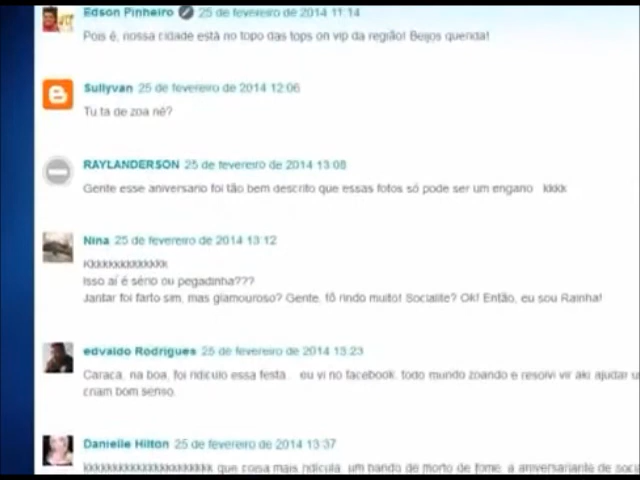 Edson Pinheiro 25 de fevereiro de 2014 11:14
Pois é, nossa cidade está no topo das tops on vip da região! Beijos querida!
Sullyvan 25 de fevereiro de 2014 12:06
Tu ta de zoa né?
RAYLANDERSON 25 de fevereiro de 2014 13:08
Gente esse aniversario foi tão bem descrito que essas fotos só pode ser um engano kkkk
Nina 25 de fevereiro de 2014 13:12
Kkkkkkkkkkkkkk
Isso aí é sério ou pegadinha???
Jantar foi farto sim, mas glamouroso? Gente, tô rindo muito! Socialite? Ok! Então, eu sou Rainha!
edvaldo Rodrigues 25 de fevereiro de 2014 13:23
Caraca, na boa, foi ridiculo essa festa... eu vi no facebook, todo mundo zoando e resolvi vir aki ajudar
criam bom senso.
Danielle Hilton 25 de fevereiro de 2014 13:37
kkkkkkkkkkkkkkkkkkkkk que coisa mais ridicula, um bando de morto de fome, a aniversariante de